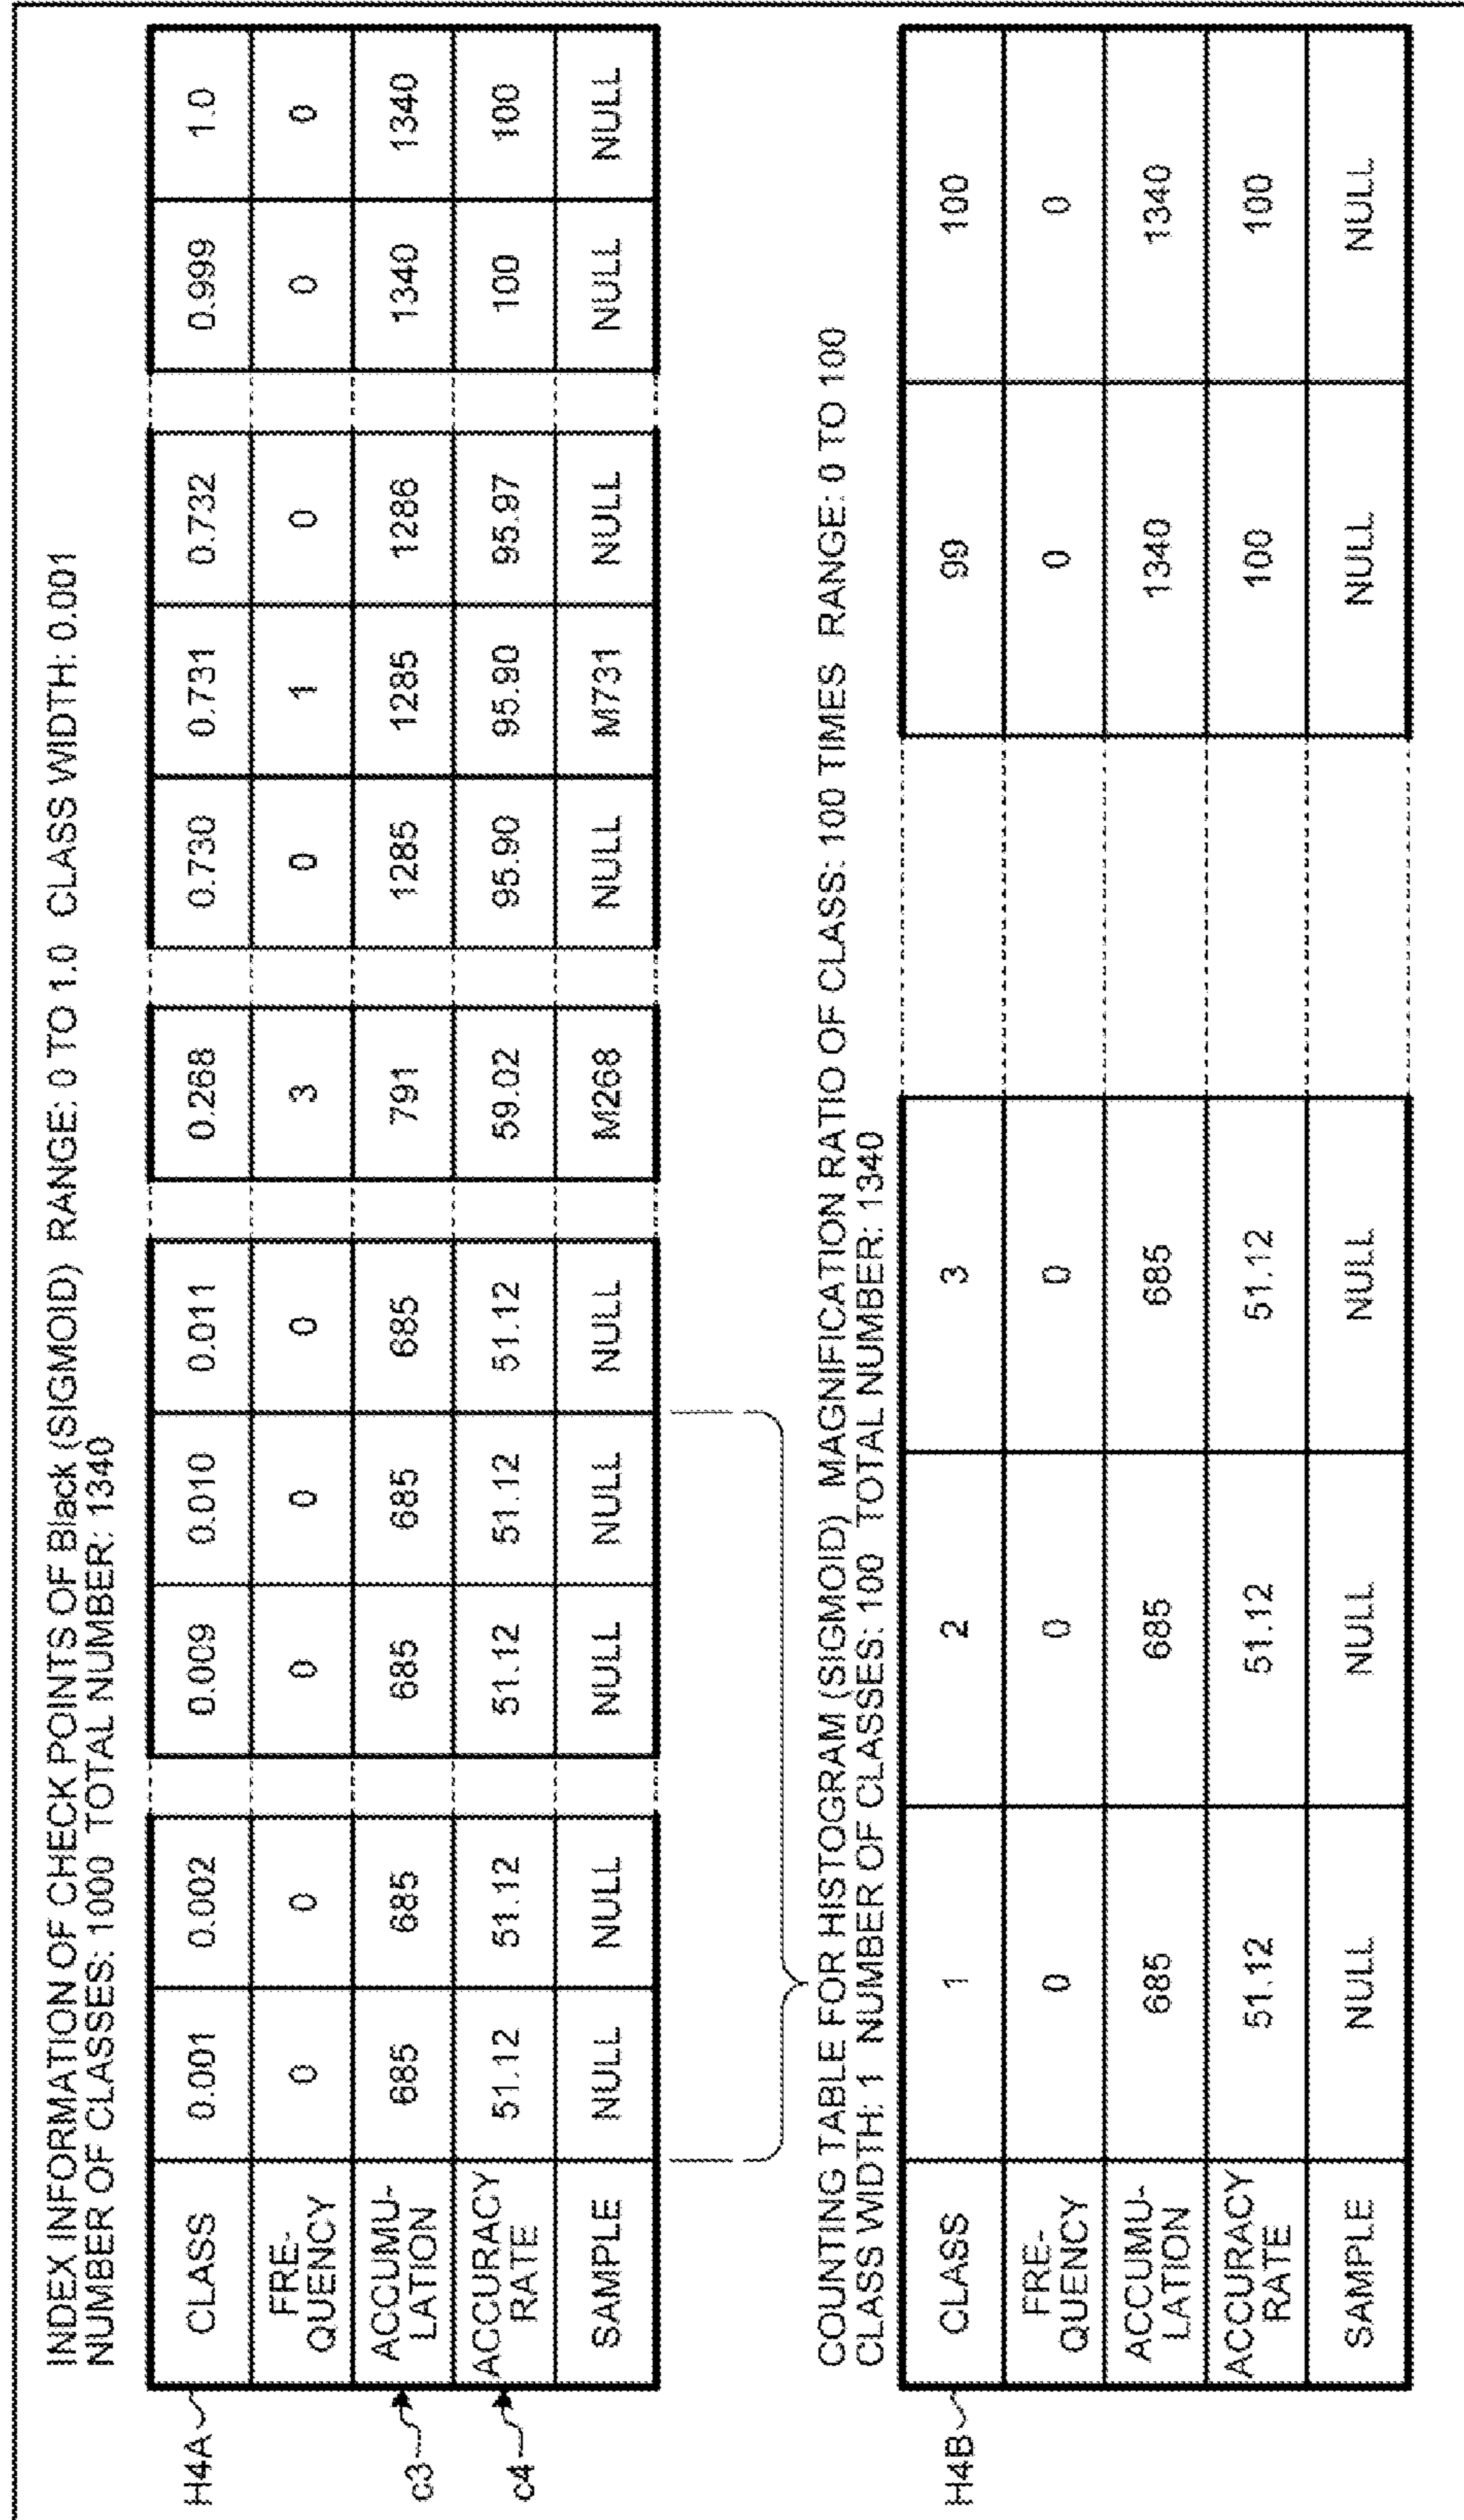 INDEX INFORMATION OF CHECK POINTS OF Black (SIGMOID) RANGE: 0 TO 1.0 CLASS WIDTH: 0.001
NUMBER OF CLASSES: 1000 TOTAL NUMBER: 1340
H4A
CLASS 0.001 0.002 0.009 0.010 0.011 0.268 0.730 0.731 0.732 0.999 1.0
FRE-
QUENCY 0 0 0 0 0 3 0 1 0 0 0
c3
ACCUMU-
LATION 685 685 685 685 685 791 1285 1285 1286 1340 1340
c4
ACCURACY
RATE 51.12 51.12 51.12 51.12 51.12 59.02 95.90 95.90 95.97 100 100
SAMPLE NULL NULL NULL NULL NULL M268 NULL M731 NULL NULL NULL
COUNTING TABLE FOR HISTOGRAM (SIGMOID) MAGNIFICATION RATIO OF CLASS: 100 TIMES RANGE: 0 TO 100
CLASS WIDTH: 1 NUMBER OF CLASSES: 100 TOTAL NUMBER: 1340
H4B
CLASS 1 2 3 99 100
FRE-
QUENCY 0 0 0 0 0
ACCUMU-
LATION 685 685 685 1340 1340
ACCURACY
RATE 51.12 51.12 51.12 100 100
SAMPLE NULL NULL NULL NULL NULL